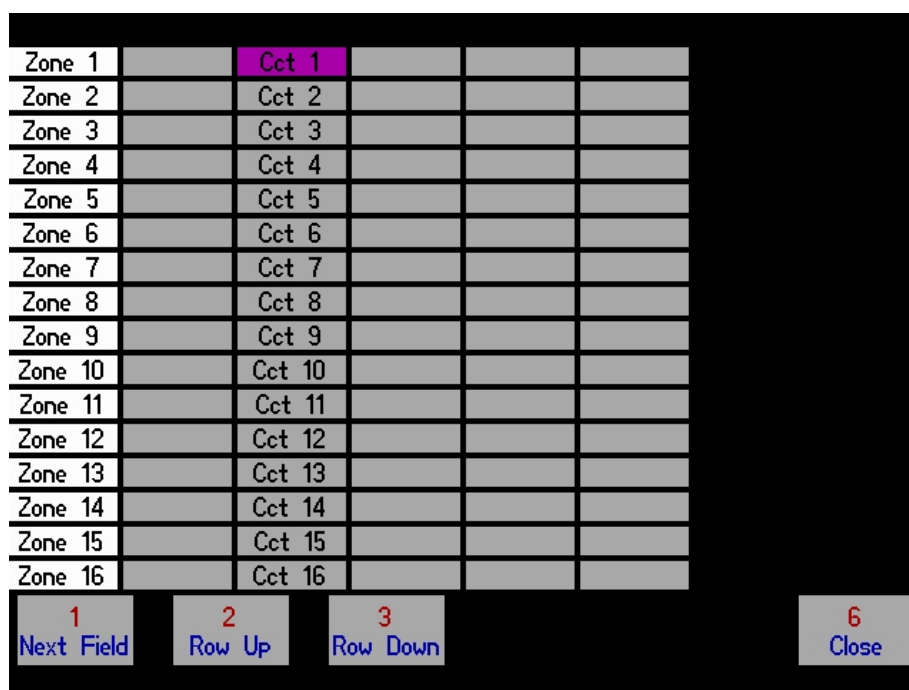 Zone 1 Cct 1
Zone 2 Cct 2
Zone 3 Cct 3
Zone 4 Cct 4
Zone 5 Cct 5
Zone 6 Cct 6
Zone 7 Cct 7
Zone 8 Cct 8
Zone 9 Cct 9
Zone 10 Cct 10
Zone 11 Cct 11
Zone 12 Cct 12
Zone 13 Cct 13
Zone 14 Cct 14
Zone 15 Cct 15
Zone 16 Cct 16
1 2 3 6
Next Field Row Up Row Down Close